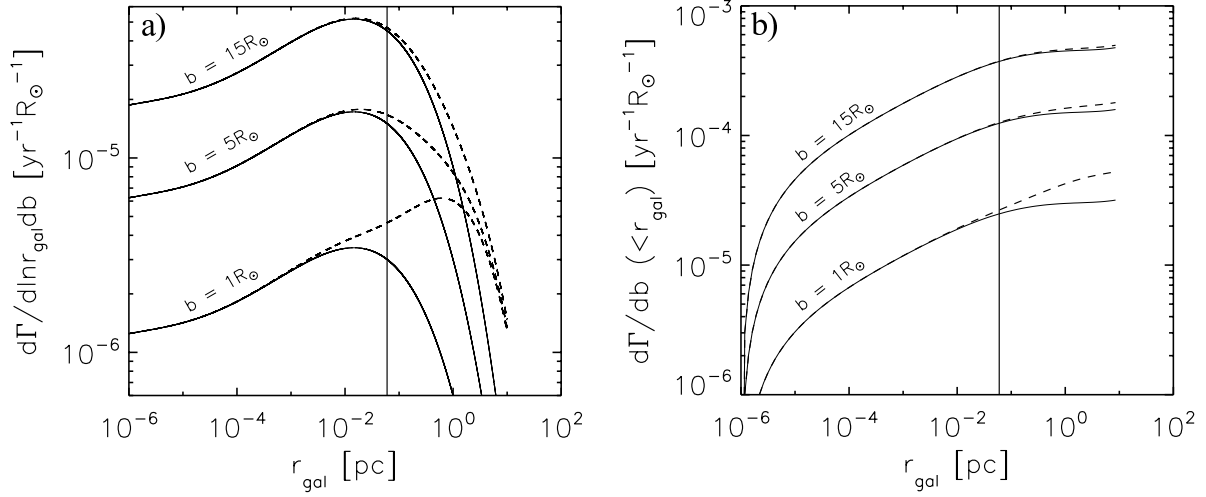 a)
dΓ/dlnr_gal db [yr⁻¹R☉⁻¹]
10⁻⁵
10⁻⁶
b = 15R☉
b = 5R☉
b = 1R☉
10⁻⁶ 10⁻⁴ 10⁻² 10⁰ 10²
r_gal [pc]
b)
dΓ/db (<r_gal) [yr⁻¹R☉⁻¹]
10⁻³
10⁻⁴
10⁻⁵
10⁻⁶
b = 15R☉
b = 5R☉
b = 1R☉
10⁻⁶ 10⁻⁴ 10⁻² 10⁰ 10²
r_gal [pc]